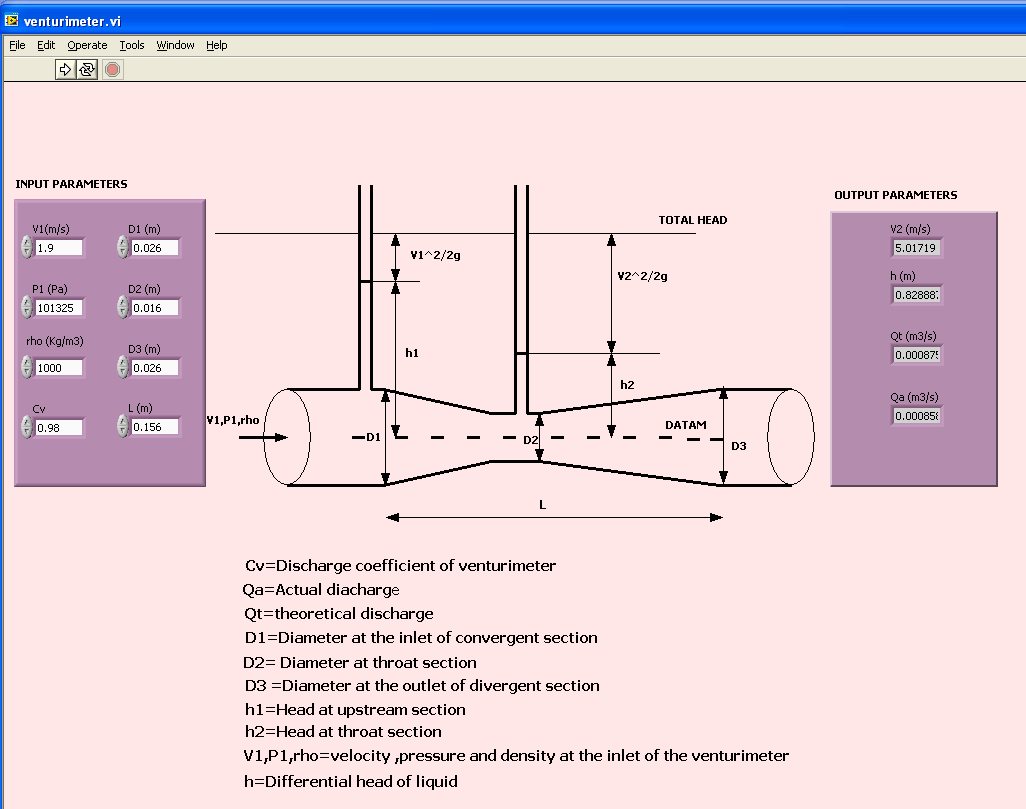 venturimeter.vi
File Edit Operate Tools Window Help
INPUT PARAMETERS
V1(m/s) D1 (m)
1.9 0.026
P1 (Pa) D2 (m)
101325 0.016
rho (Kg/m3) D3 (m)
1000 0.026
Cv L (m)
0.98 0.156
TOTAL HEAD
V1^2/2g
V2^2/2g
h1
h2
V1,P1,rho
D1
D2
DATAM
D3
L
OUTPUT PARAMETERS
V2 (m/s)
5.01719
h (m)
0.82888
Qt (m3/s)
0.00087
Qa (m3/s)
0.00085
Cv=Discharge coefficient of venturimeter
Qa=Actual diacharge
Qt=theoretical discharge
D1=Diameter at the inlet of convergent section
D2= Diameter at throat section
D3 =Diameter at the outlet of divergent section
h1=Head at upstream section
h2=Head at throat section
V1,P1,rho=velocity ,pressure and density at the inlet of the venturimeter
h=Differential head of liquid